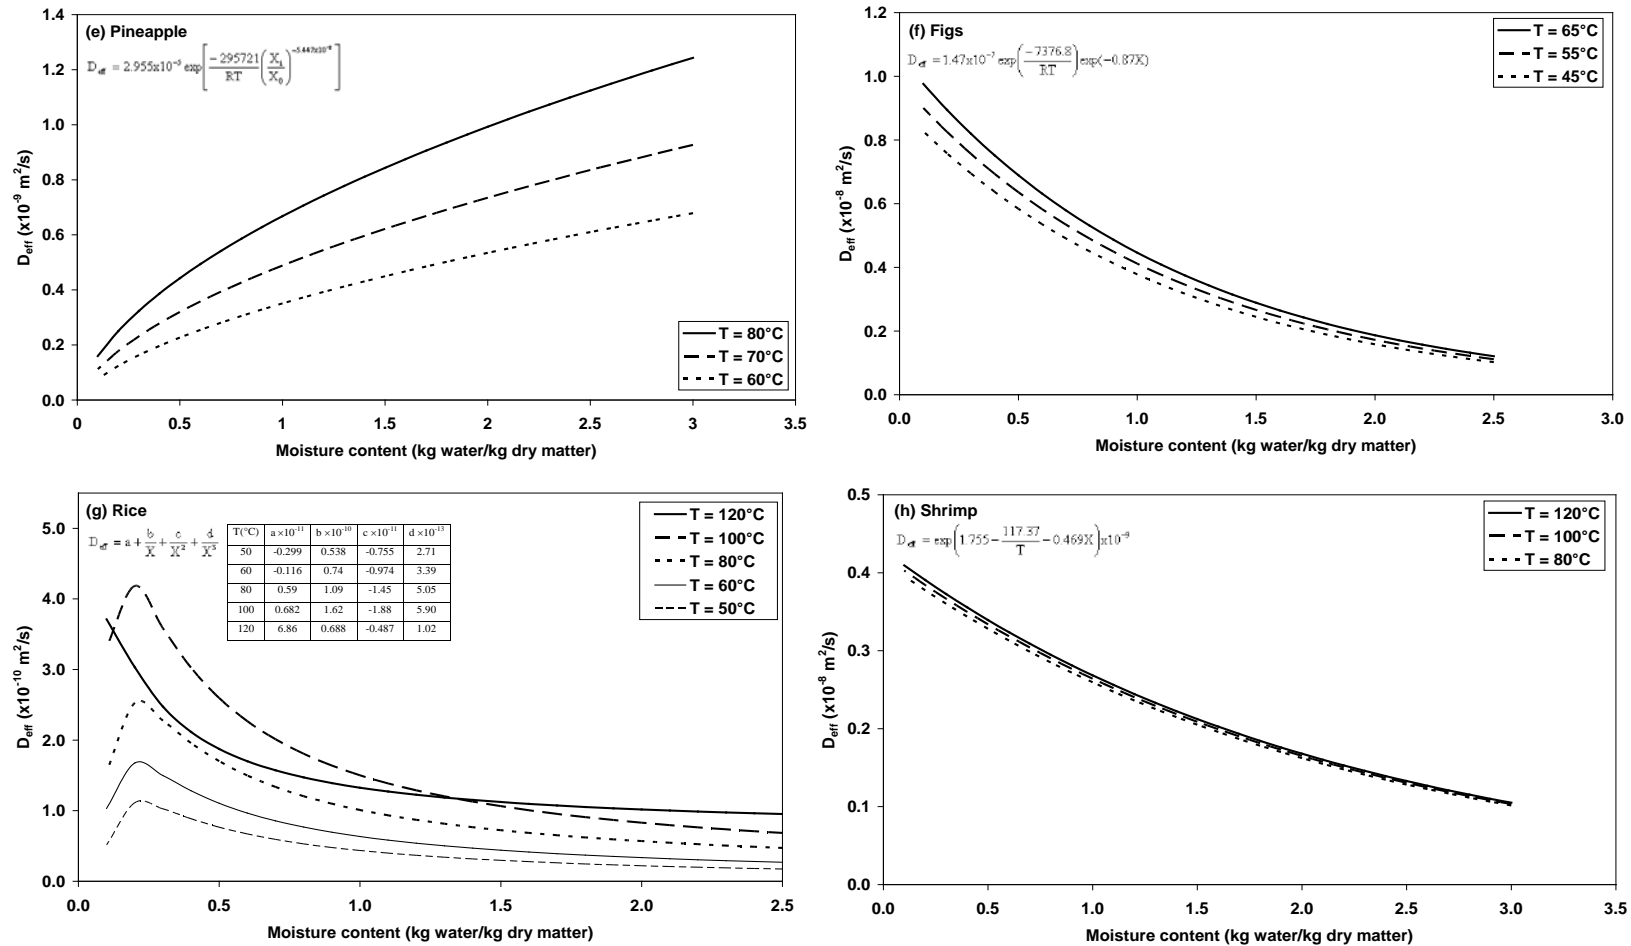 (e) Pineapple
D_eff = 2.955x10^-3 exp[-295721/RT (X_1/X_0)^-5.447x10^-8]
1.4
1.2
1.0
0.8
0.6
0.4
0.2
0.0
D_eff (x10^-9 m^2/s)
T = 80°C
T = 70°C
T = 60°C
0 0.5 1 1.5 2 2.5 3 3.5
Moisture content (kg water/kg dry matter)
(f) Figs
D_eff = 1.47x10^-7 exp(-7376.8/RT) exp(-0.87X)
1.2
1.0
0.8
0.6
0.4
0.2
0.0
D_eff (x10^-8 m^2/s)
T = 65°C
T = 55°C
T = 45°C
0.0 0.5 1.0 1.5 2.0 2.5 3.0
Moisture content (kg water/kg dry matter)
(g) Rice
D_eff = a + b/X + c/X^2 + d/X^3
T(°C) a ×10^-11 b ×10^-10 c ×10^-11 d ×10^-13
50 -0.299 0.538 -0.755 2.71
60 -0.116 0.74 -0.974 3.39
80 0.59 1.09 -1.45 5.05
100 0.682 1.62 -1.88 5.90
120 6.86 0.688 -0.487 1.02
5.0
4.0
3.0
2.0
1.0
0.0
D_eff (x10^-10 m^2/s)
T = 120°C
T = 100°C
T = 80°C
T = 60°C
T = 50°C
0.0 0.5 1.0 1.5 2.0 2.5
Moisture content (kg water/kg dry matter)
(h) Shrimp
D_eff = exp(1.755 - 117.37/T - 0.469X)x10^-9
0.5
0.4
0.3
0.2
0.1
0.0
D_eff (x10^-8 m^2/s)
T = 120°C
T = 100°C
T = 80°C
0.0 0.5 1.0 1.5 2.0 2.5 3.0 3.5
Moisture content (kg water/kg dry matter)